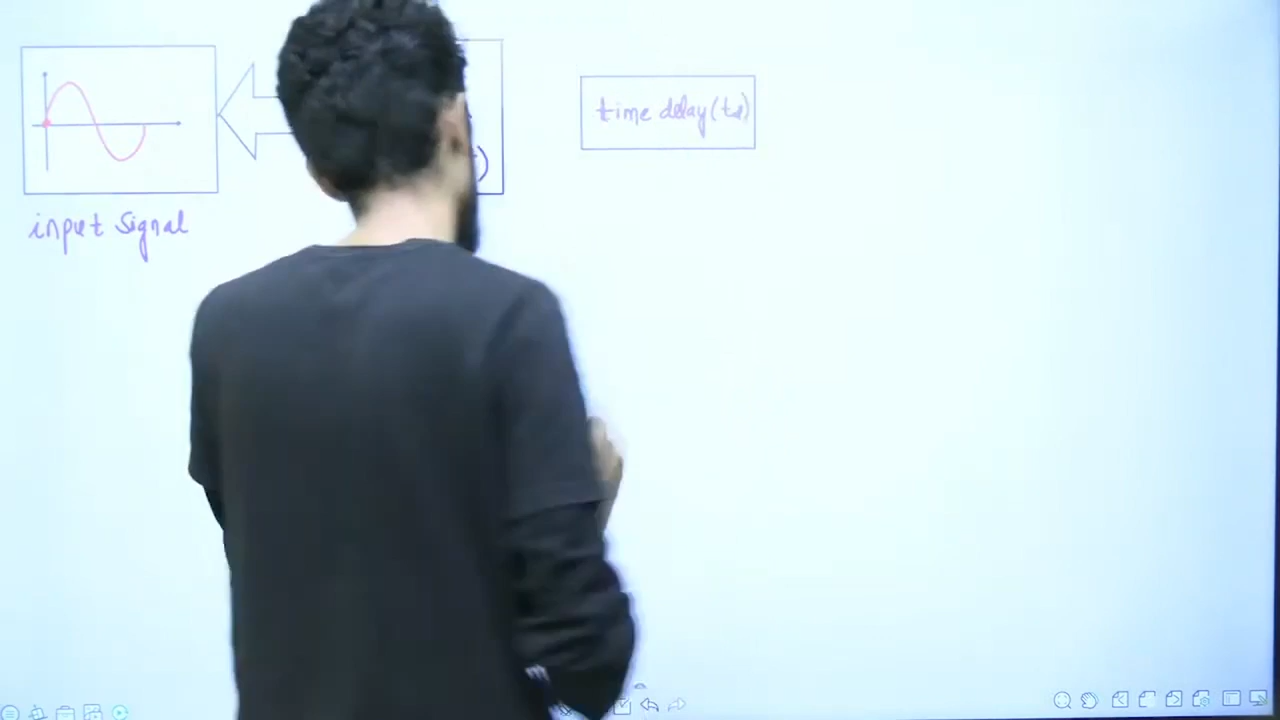 time delay (td)
)
input signal